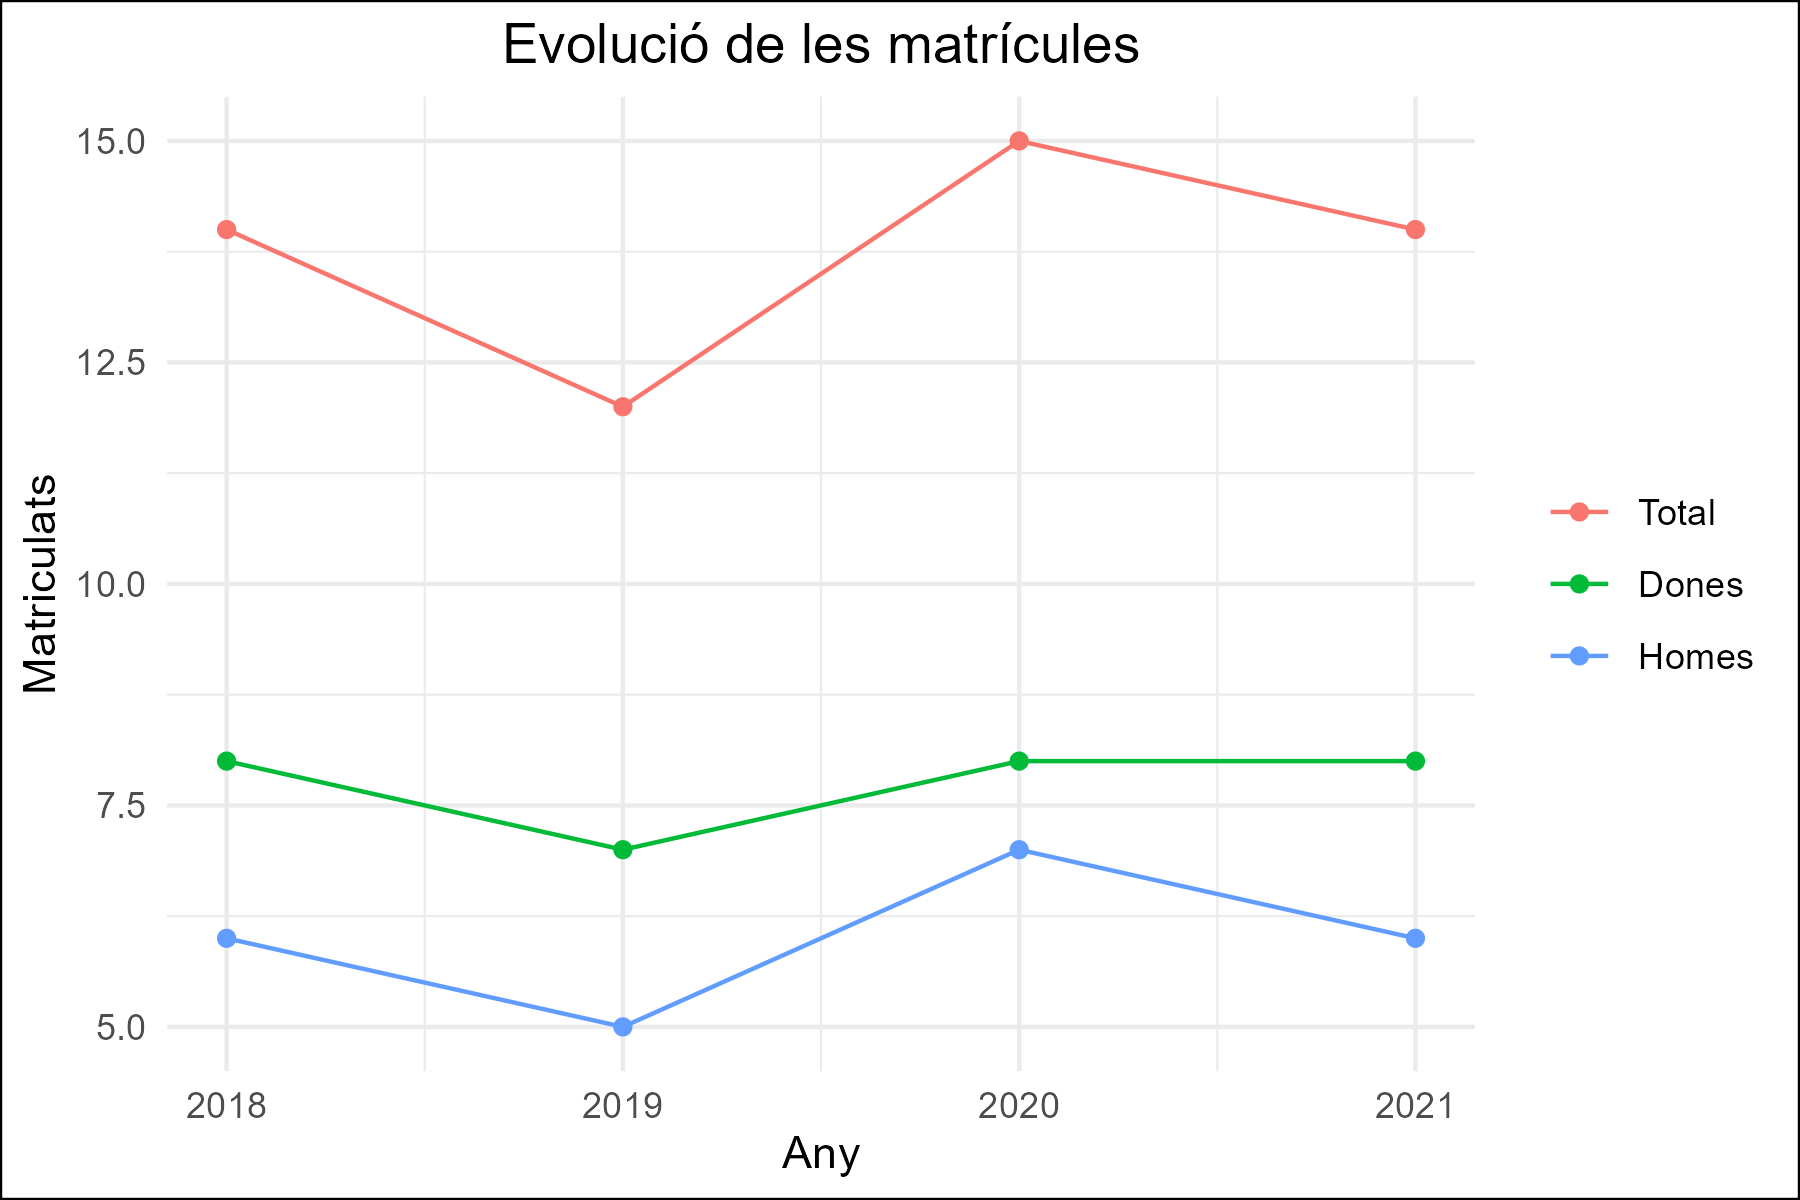 Evolució de les matrícules
15.0
12.5
10.0
7.5
5.0
Matriculats
2018 2019 2020 2021
Any
Total
Dones
Homes